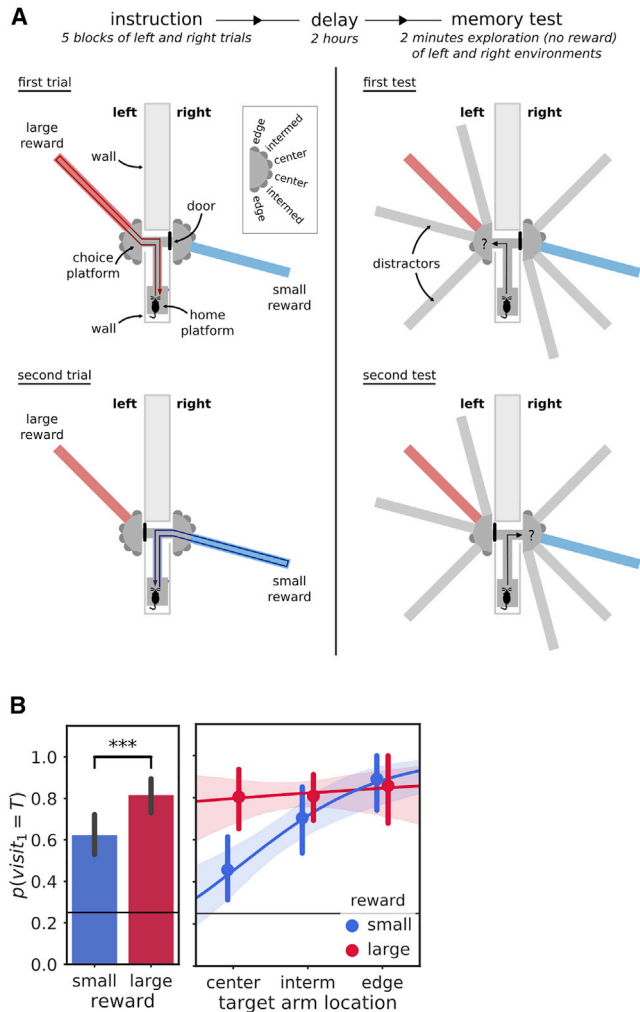 A
instruction
delay
memory test
5 blocks of left and right trials
2 hours
2 minutes exploration (no reward)
of left and right environments
first trial
left
right
large
reward
wall
edge
intermed
center
center
intermed
edge
door
choice
platform
small
reward
wall
home
platform
second trial
left
right
large
reward
small
reward
first test
left
right
?
distractors
second test
left
right
?
B
p(visit₁ = T)
1.0
0.8
0.6
0.4
0.2
0.0
***
small
large
reward
reward
small
large
center
interm
edge
target arm location